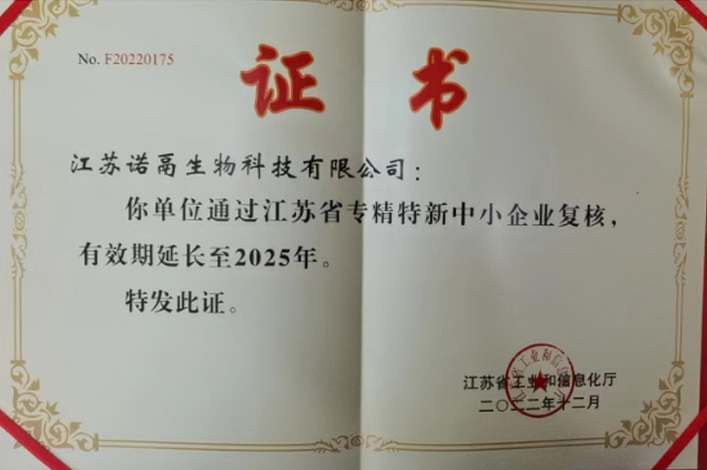 No. F20220175
证书
江苏诺鬲生物科技有限公司：
你单位通过江苏省专精特新中小企业复核，
有效期延长至2025年。
特发此证。
江苏省工业和信息化厅
二〇二二年十二月